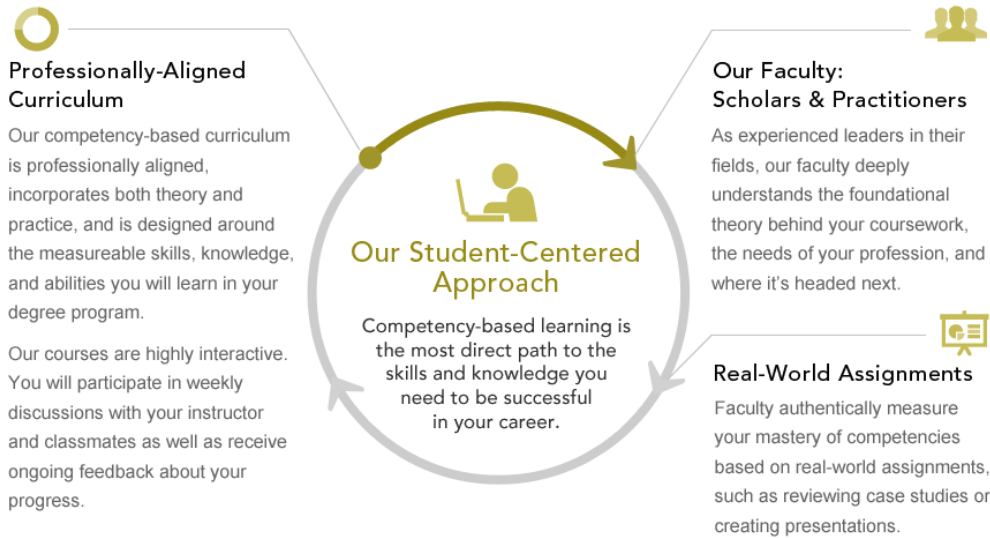 Professionally-Aligned
Curriculum
Our competency-based curriculum
is professionally aligned,
incorporates both theory and
practice, and is designed around
the measureable skills, knowledge,
and abilities you will learn in your
degree program.
Our courses are highly interactive.
You will participate in weekly
discussions with your instructor
and classmates as well as receive
ongoing feedback about your
progress.
Our Student-Centered
Approach
Competency-based learning is
the most direct path to the
skills and knowledge you
need to be successful
in your career.
Our Faculty:
Scholars & Practitioners
As experienced leaders in their
fields, our faculty deeply
understands the foundational
theory behind your coursework,
the needs of your profession, and
where it’s headed next.
Real-World Assignments
Faculty authentically measure
your mastery of competencies
based on real-world assignments,
such as reviewing case studies or
creating presentations.